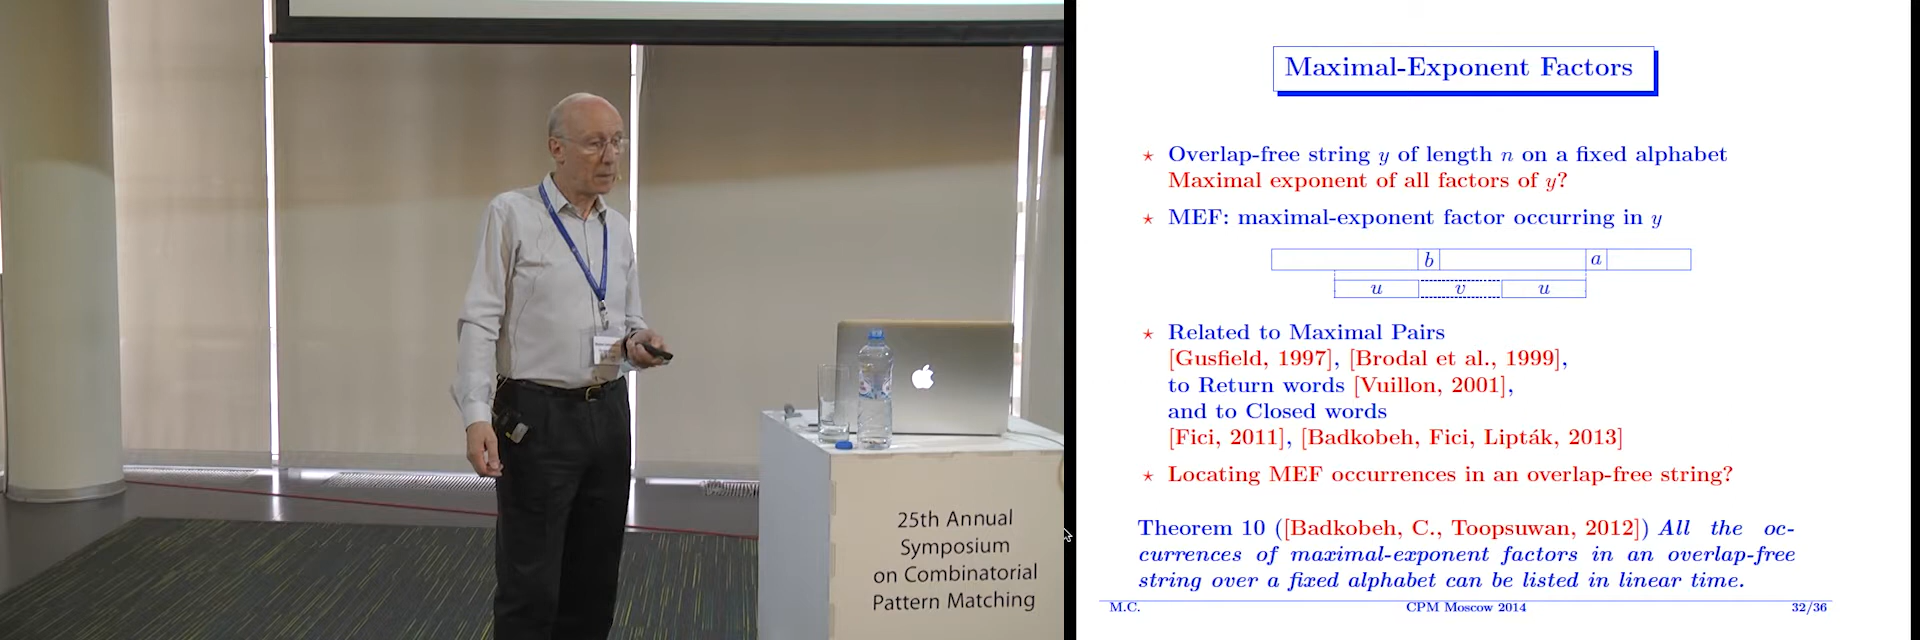 25th Annual
Symposium
on Combinatorial
Pattern Matching
Maximal-Exponent Factors
⋆ Overlap-free string y of length n on a fixed alphabet
Maximal exponent of all factors of y?
⋆ MEF: maximal-exponent factor occurring in y
b a
u v u
⋆ Related to Maximal Pairs
[Gusfield, 1997], [Brodal et al., 1999],
to Return words [Vuillon, 2001],
and to Closed words
[Fici, 2011], [Badkobeh, Fici, Lipták, 2013]
⋆ Locating MEF occurrences in an overlap-free string?
Theorem 10 ([Badkobeh, C., Toopsuwan, 2012]) All the oc-
currences of maximal-exponent factors in an overlap-free
string over a fixed alphabet can be listed in linear time.
M.C. CPM Moscow 2014 32/36